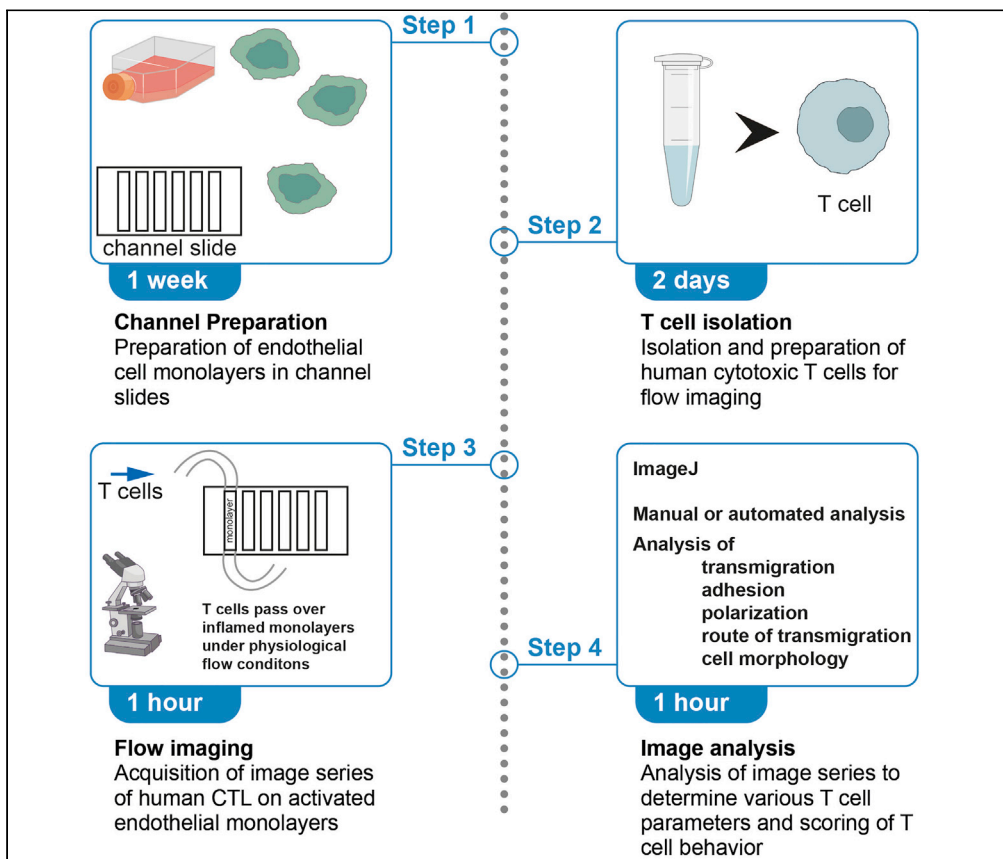 Step 1
channel slide
1 week
Channel Preparation
Preparation of endothelial
cell monolayers in channel
slides
Step 2
T cell
2 days
T cell isolation
Isolation and preparation of
human cytotoxic T cells for
flow imaging
Step 3
T cells
monolayer
T cells pass over
inflamed monolayers
under physiological
flow conditons
1 hour
Flow imaging
Acquisition of image series
of human CTL on activated
endothelial monolayers
Step 4
ImageJ
Manual or automated analysis
Analysis of
transmigration
adhesion
polarization
route of transmigration
cell morphology
1 hour
Image analysis
Analysis of image series to
determine various T cell
parameters and scoring of T
cell behavior